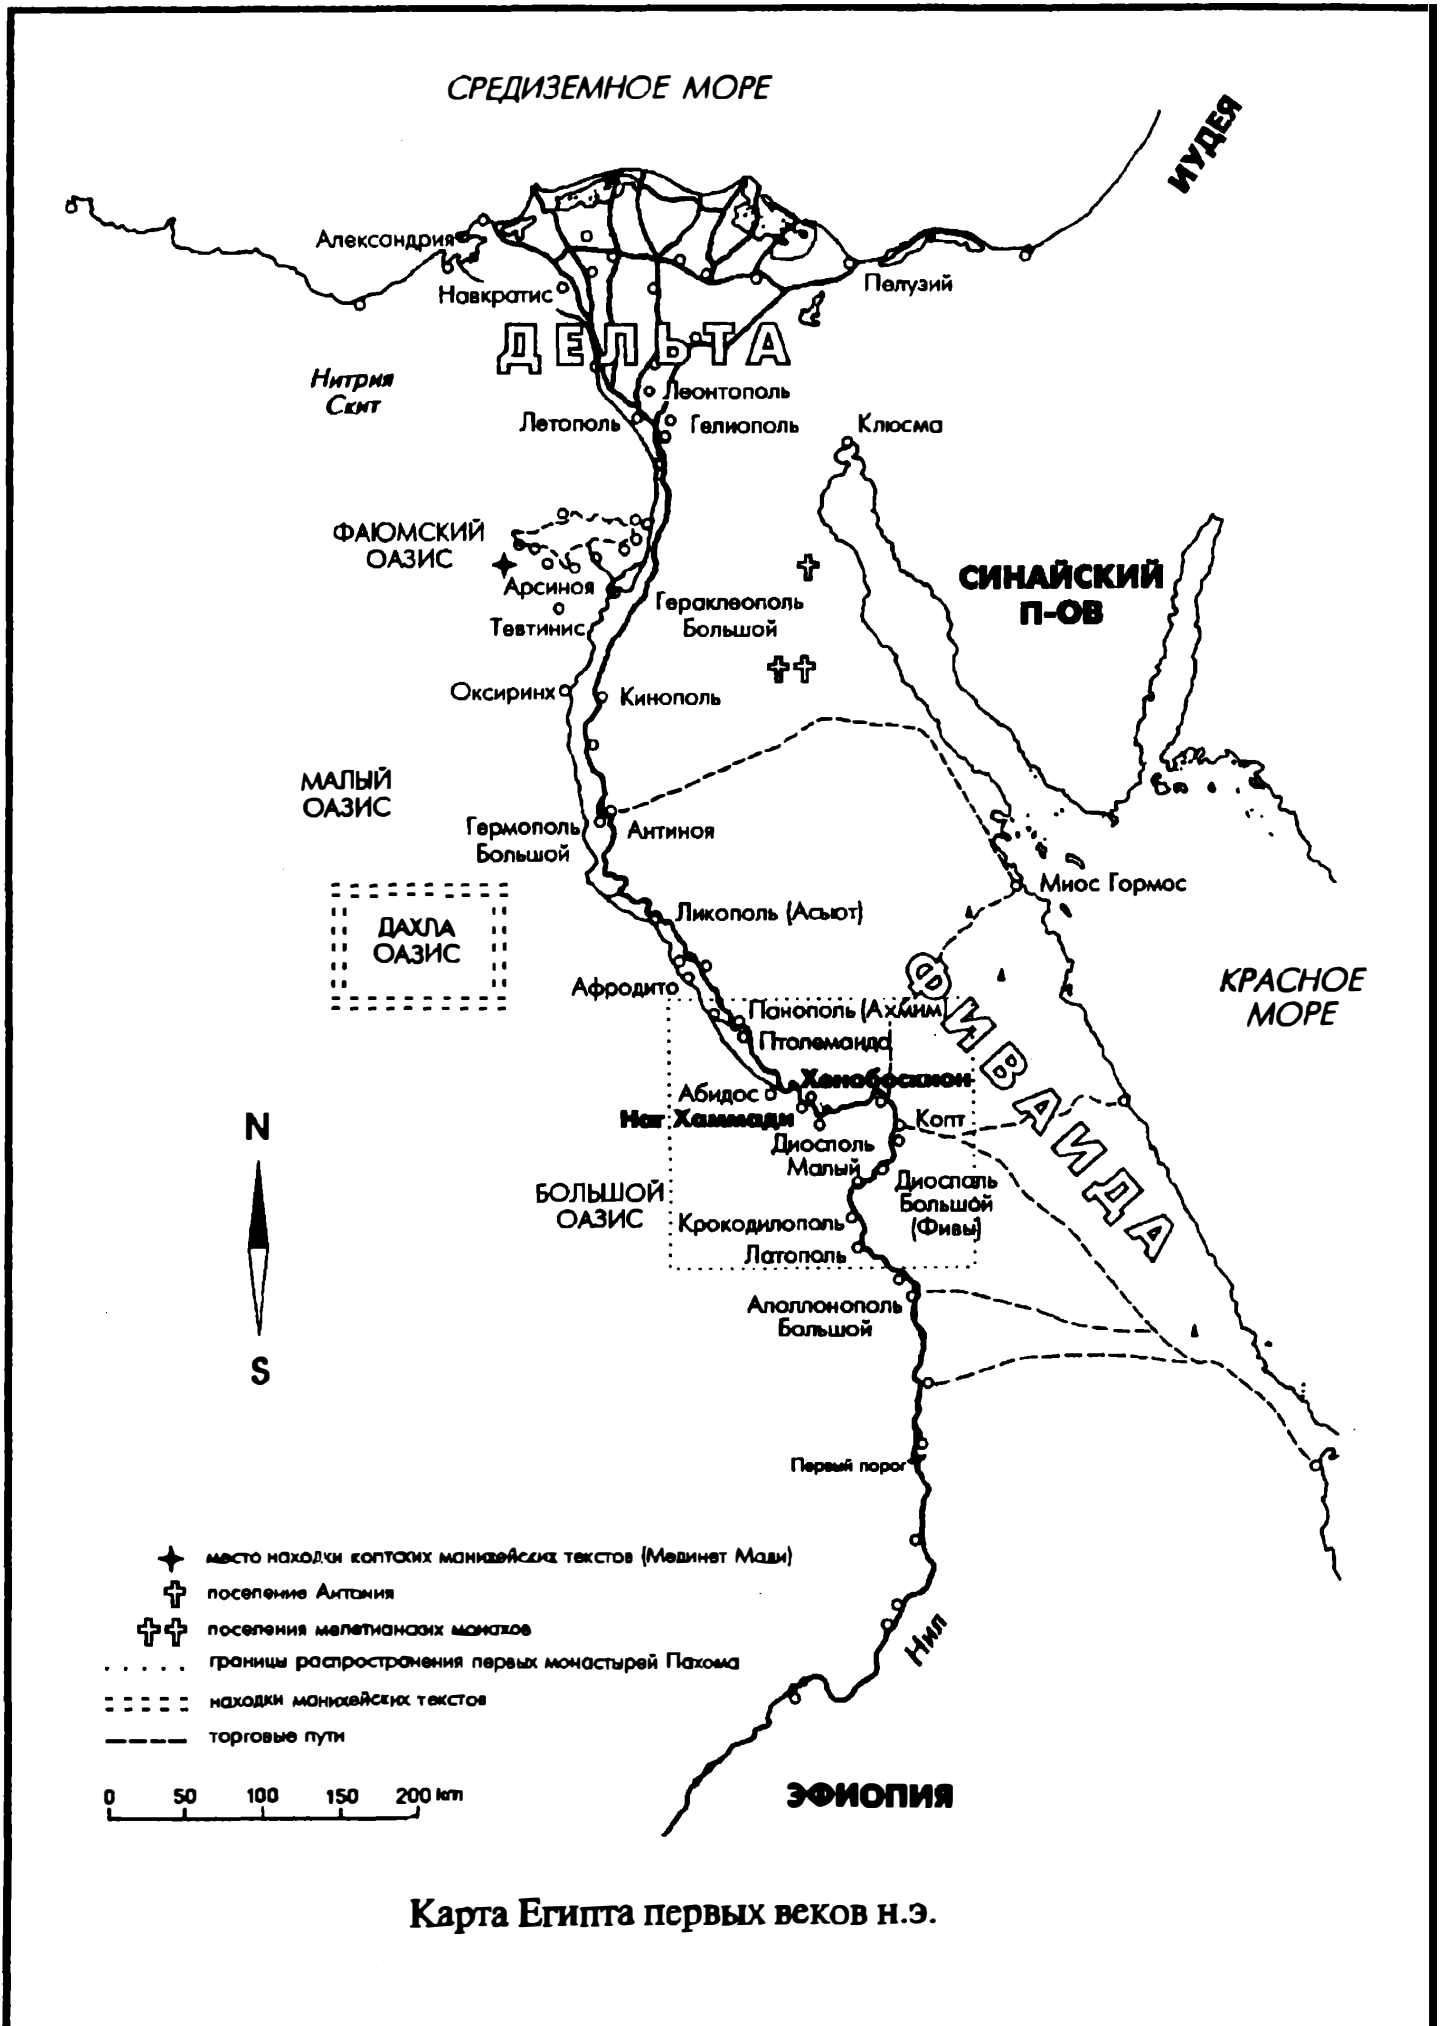 СРЕДИЗЕМНОЕ МОРЕ
ИУДЕЯ
Александрия
Навкратис
Пелузий
ДЕЛЬТА
Нитрия
Скит
Леонтополь
Летополь
Гелиополь
Клюсма
ФАЮМСКИЙ
ОАЗИС
Арсиноя
Тевтинис
Гераклеополь
Большой
СИНАЙСКИЙ
П-ОВ
Оксиринх
Кинополь
МАЛЫЙ
ОАЗИС
Гермополь
Большой
Антиноя
Миос Гормос
ДАХЛА
ОАЗИС
Ликополь (Асьют)
Афродито
КРАСНОЕ
МОРЕ
ФИВАИДА
Панополь (Ахмим)
Птолемаида
Хенобоскион
Абидос
Наг Хаммади
Копт
Диосполь
Малый
Диосполь
Большой
(Фивы)
БОЛЬШОЙ
ОАЗИС
Крокодилополь
Латополь
Аполлонополь
Большой
N
S
Первый порог
Нил
ЭФИОПИЯ
место находки коптских манихейских текстов (Мединет Мади)
поселение Антония
поселения мелетианских монахов
границы распространения первых монастырей Пахома
находки манихейских текстов
торговые пути
0 50 100 150 200 km
Карта Египта первых веков н.э.